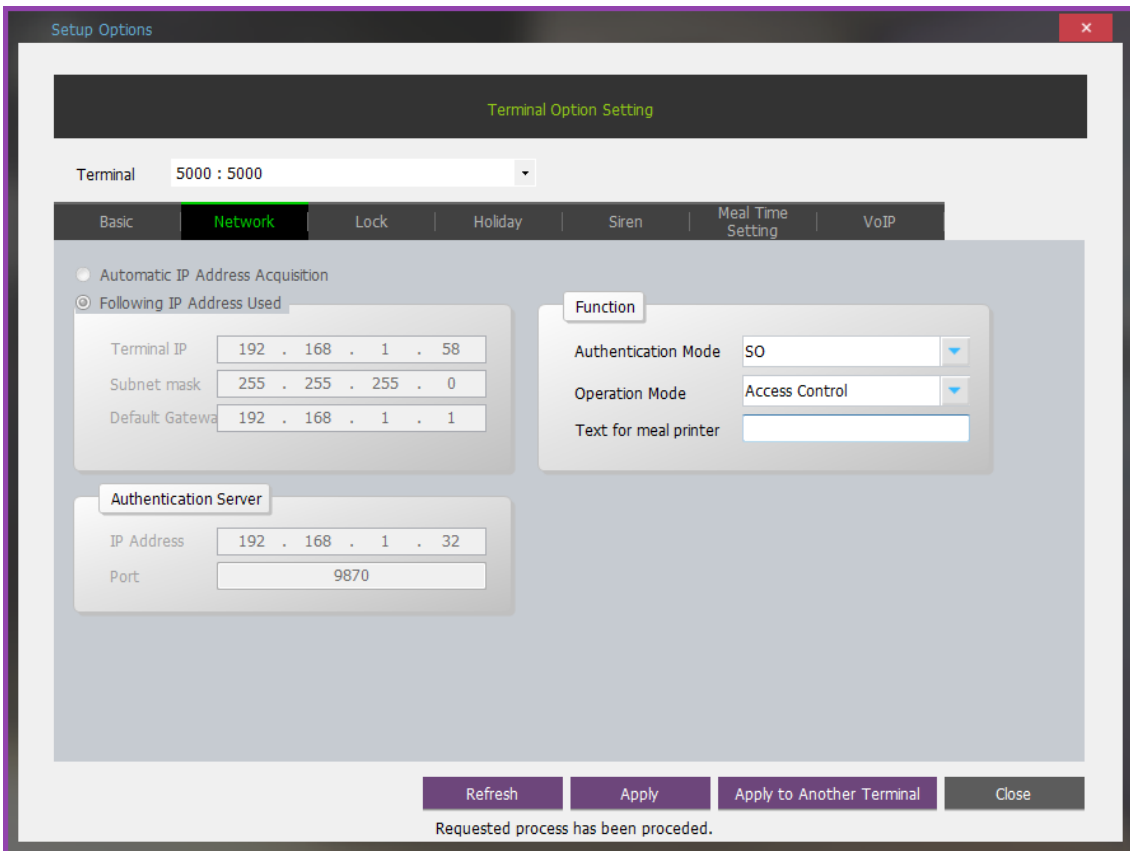 Setup Options
Terminal Option Setting
Terminal 5000 : 5000
Basic Network Lock Holiday Siren Meal Time Setting VoIP
Automatic IP Address Acquisition
Following IP Address Used
Terminal IP 192 . 168 . 1 . 58
Subnet mask 255 . 255 . 255 . 0
Default Gatewa 192 . 168 . 1 . 1
Function
Authentication Mode SO
Operation Mode Access Control
Text for meal printer
Authentication Server
IP Address 192 . 168 . 1 . 32
Port 9870
Refresh Apply Apply to Another Terminal Close
Requested process has been proceded.